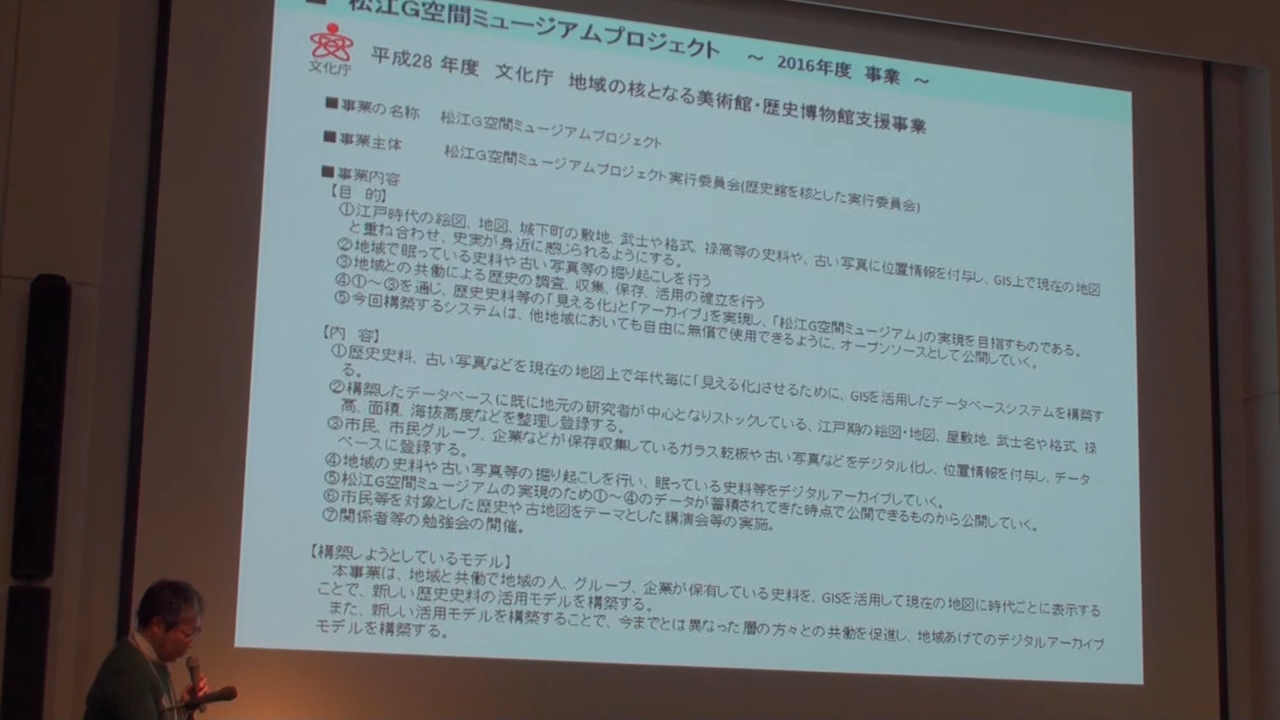 ■ 松江G空間ミュージアムプロジェクト ～ 2016年度 事業 ～
文化庁
平成28 年度 文化庁 地域の核となる美術館・歴史博物館支援事業
■事業の名称 松江G空間ミュージアムプロジェクト
■事業主体 松江G空間ミュージアムプロジェクト実行委員会(歴史館を核とした実行委員会)
■事業内容
【目 的】
①江戸時代の絵図、地図、城下町の敷地、武士や格式、禄高等の史料や、古い写真に位置情報を付与し、GIS上で現在の地図
と重ね合わせ、史実が身近に感じられるようにする。
②地域で眠っている史料や古い写真等の掘り起こしを行う
③地域との共働による歴史の調査、収集、保存、活用の確立を行う
④①～③を通じ、歴史史料等の「見える化」と「アーカイブ」を実現し、「松江G空間ミュージアム」の実現を目指すものである。
⑤今回構築するシステムは、他地域においても自由に無償で使用できるように、オープンソースとして公開していく。
【内 容】
①歴史史料、古い写真などを現在の地図上で年代毎に「見える化」させるために、GISを活用したデータベースシステムを構築す
る。
②構築したデータベースに既に地元の研究者が中心となりストックしている、江戸期の絵図・地図、屋敷地、武士名や格式、禄
高、面積、海抜高度などを整理し登録する。
③市民、市民グループ、企業などが保存収集しているガラス乾板や古い写真などをデジタル化し、位置情報を付与し、データ
ベースに登録する。
④地域の史料や古い写真等の掘り起こしを行い、眠っている史料等をデジタルアーカイブしていく。
⑤松江G空間ミュージアムの実現のため①～④のデータが蓄積されてきた時点で公開できるものから公開していく。
⑥市民等を対象とした歴史や古地図をテーマとした講演会等の実施。
⑦関係者等の勉強会の開催。
【構築しようとしているモデル】
本事業は、地域と共働で地域の人、グループ、企業が保有している史料を、GISを活用して現在の地図に時代ごとに表示する
ことで、新しい歴史史料の活用モデルを構築する。
また、新しい活用モデルを構築することで、今までとは異なった層の方々との共働を促進し、地域あげてのデジタルアーカイブ
モデルを構築する。